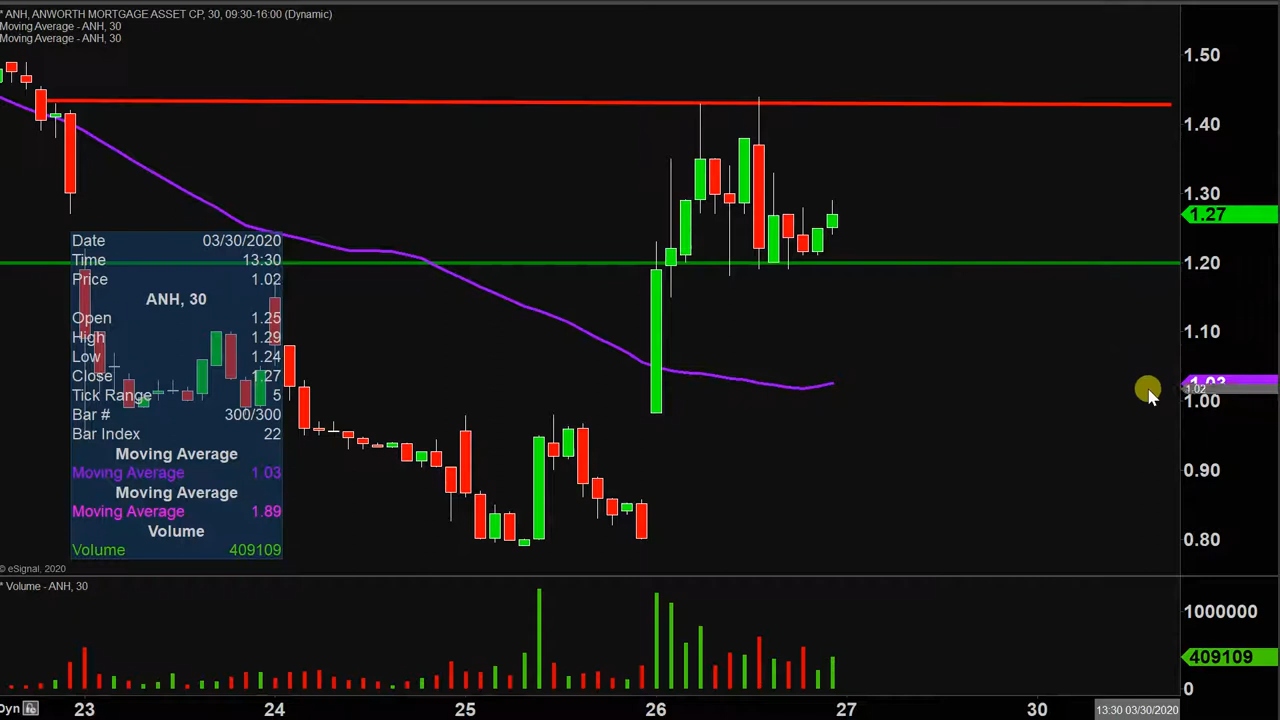 * ANH, ANWORTH MORTGAGE ASSET CP, 30, 09:30-16:00 (Dynamic)
Moving Average - ANH, 30
Moving Average - ANH, 30
1.50
1.40
1.30
1.27
1.20
1.10
1.03
1.02
1.00
0.90
0.80
Date 03/30/2020
Time 13:30
Price 1.02
ANH, 30
Open 1.25
High 1.29
Low 1.24
Close 1.27
Tick Range 5
Bar # 300/300
Bar Index 22
Moving Average
Moving Average 1.03
Moving Average
Moving Average 1.89
Volume
Volume 409109
© eSignal, 2020
* Volume - ANH, 30
1000000
409109
0
Dyn 23 24 25 26 27 30 13:30 03/30/2020